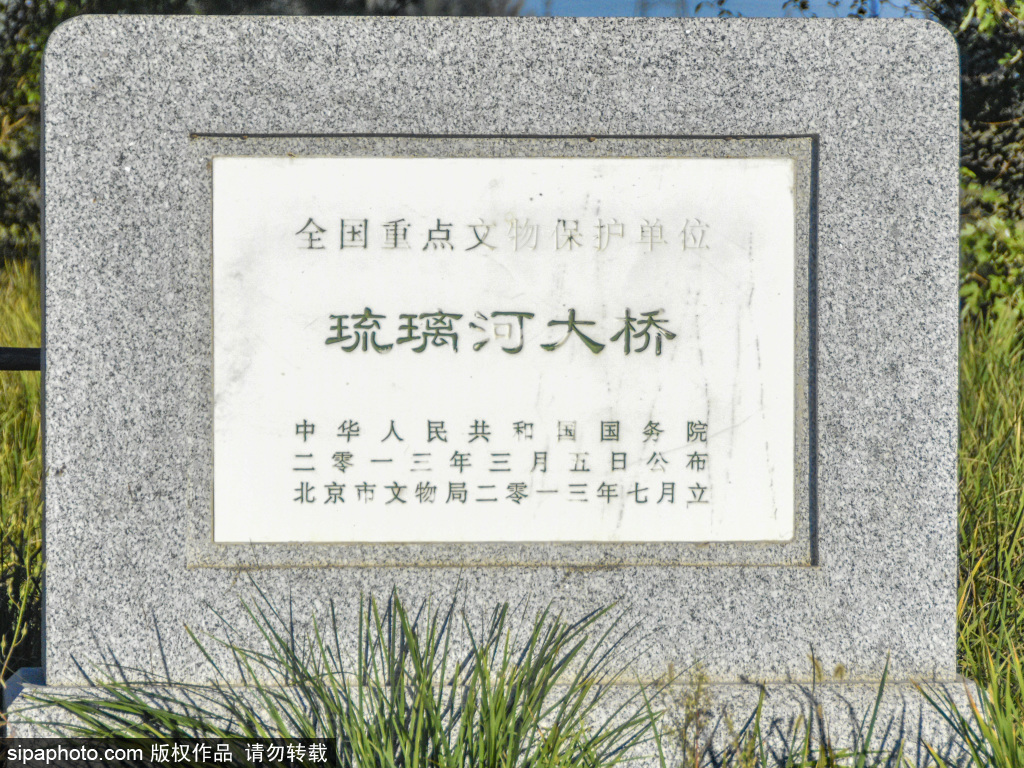 全国重点文物保护单位
琉璃河大桥
中华人民共和国国务院
二零一三年三月五日公布
北京市文物局二零一三年七月立
sipaphoto.com 版权作品 请勿转载